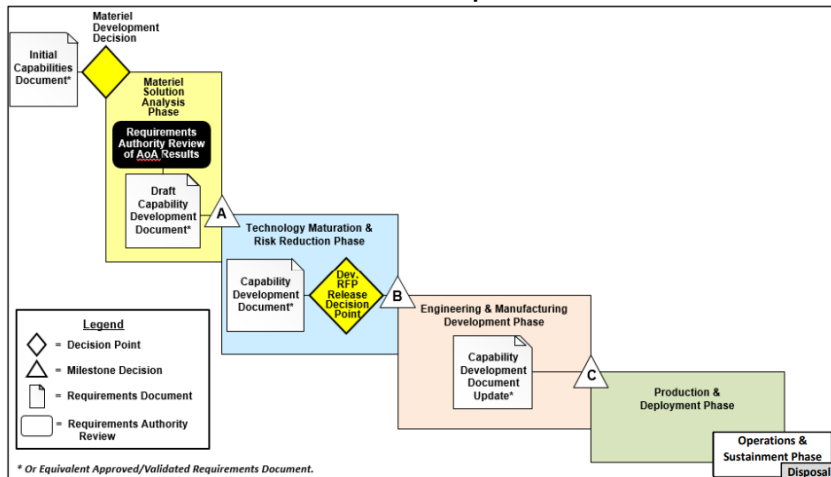 Materiel
Development
Decision
Initial
Capabilities
Document*
Materiel
Solution
Analysis
Phase
Requirements
Authority Review
of AoA Results
Draft
Capability
Development
Document*
A
Technology Maturation &
Risk Reduction Phase
Capability
Development
Document*
Dev.
RFP
Release
Decision
Point
B
Engineering & Manufacturing
Development Phase
Capability
Development
Document
Update*
C
Production &
Deployment Phase
Operations &
Sustainment Phase
Disposal
Legend
= Decision Point
= Milestone Decision
= Requirements Document
= Requirements Authority
Review
* Or Equivalent Approved/Validated Requirements Document.